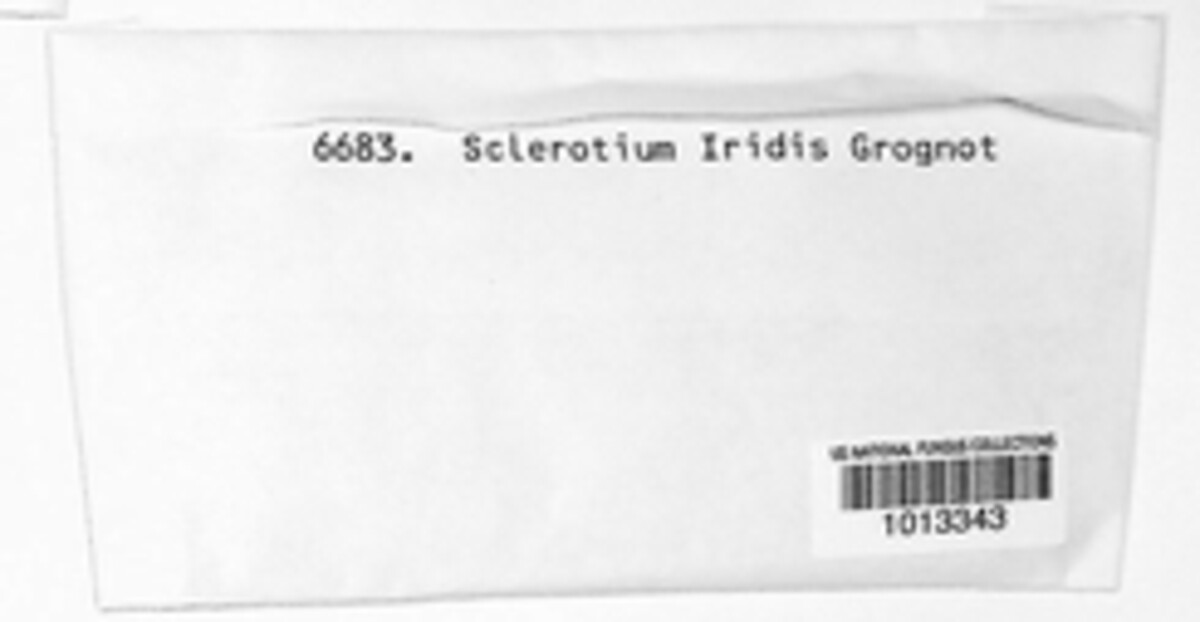 6683. Sclerotium Iridis Grognot
US NATIONAL FUNGUS COLLECTIONS
1013343